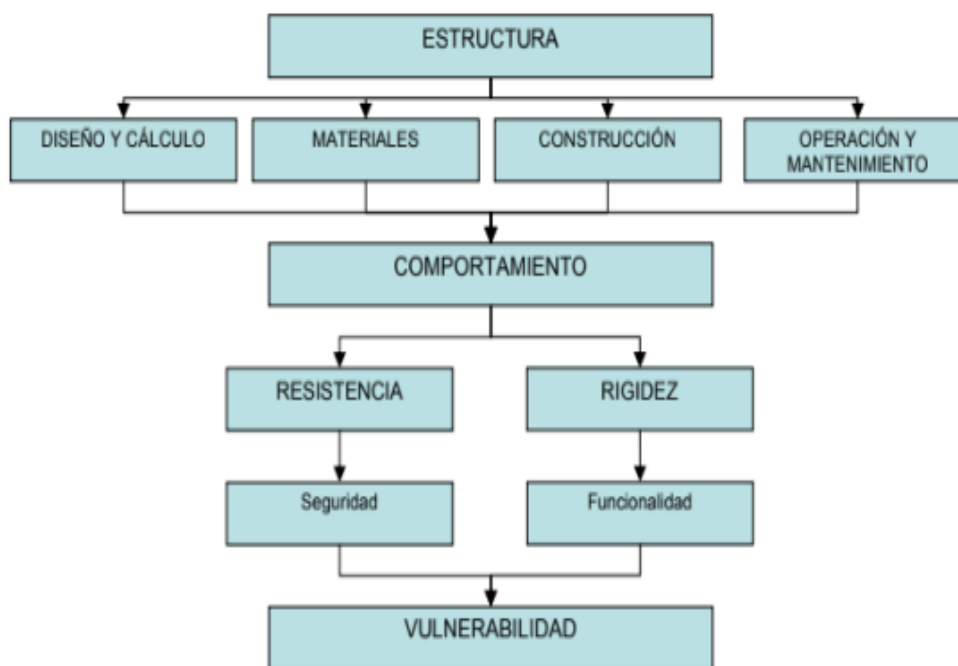 ESTRUCTURA
DISEÑO Y CÁLCULO
MATERIALES
CONSTRUCCIÓN
OPERACIÓN Y
MANTENIMIENTO
COMPORTAMIENTO
RESISTENCIA
RIGIDEZ
Seguridad
Funcionalidad
VULNERABILIDAD